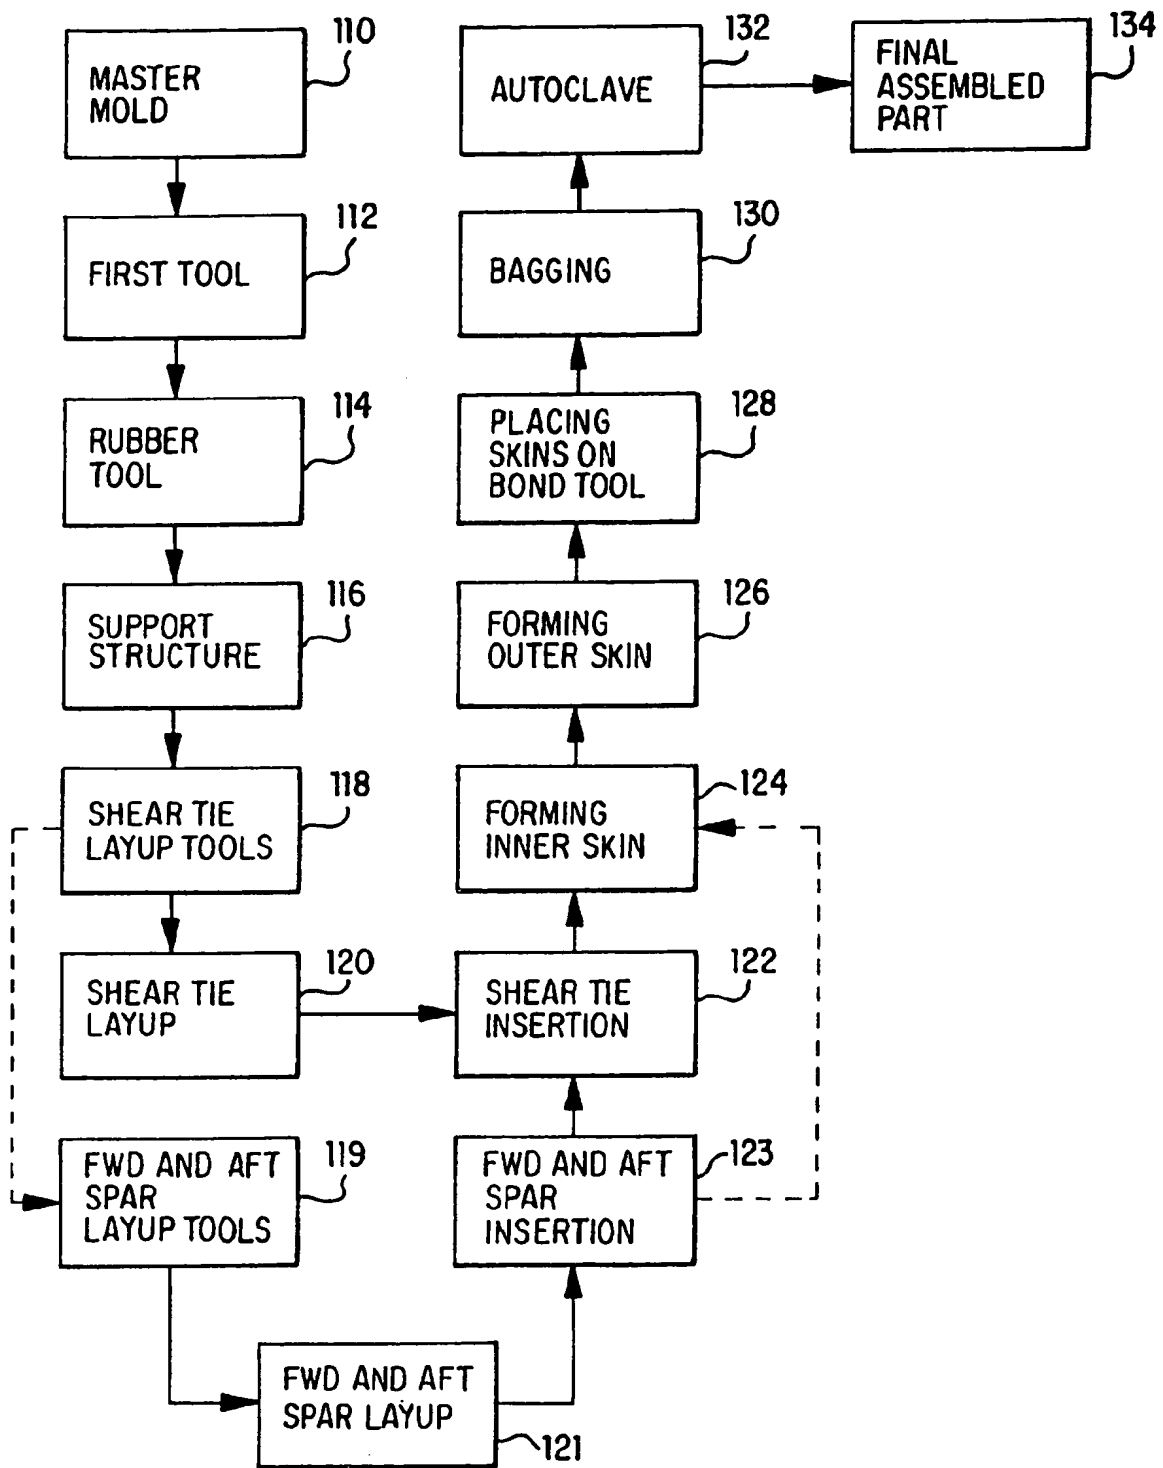 110
MASTER
MOLD
112
FIRST TOOL
114
RUBBER
TOOL
116
SUPPORT
STRUCTURE
118
SHEAR TIE
LAYUP TOOLS
120
SHEAR TIE
LAYUP
119
FWD AND AFT
SPAR
LAYUP TOOLS
FWD AND AFT
SPAR LAYUP
121
123
FWD AND AFT
SPAR
INSERTION
122
SHEAR TIE
INSERTION
124
FORMING
INNER SKIN
126
FORMING
OUTER SKIN
128
PLACING
SKINS ON
BOND TOOL
130
BAGGING
132
AUTOCLAVE
134
FINAL
ASSEMBLED
PART